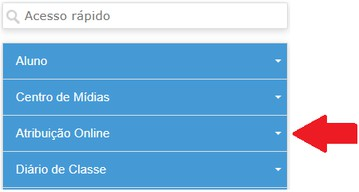 Acesso rápido
Aluno
Centro de Mídias
Atribuição Online
Diário de Classe